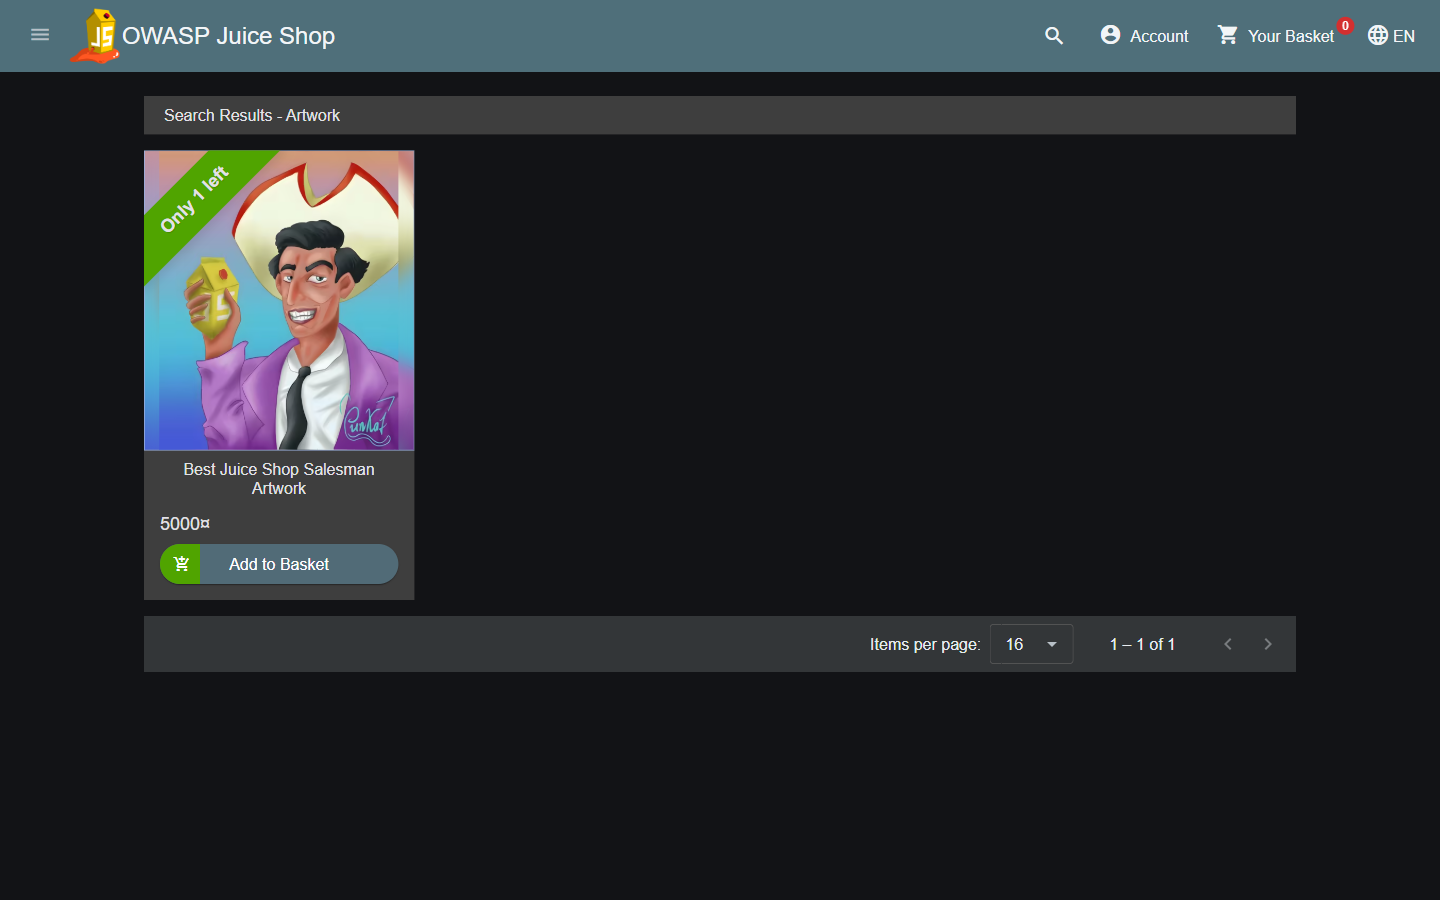 OWASP Juice Shop
Account
Your Basket
0
EN
Search Results - Artwork
Only 1 left
JS
Best Juice Shop Salesman
Artwork
5000¤
Add to Basket
Items per page:
16
1 – 1 of 1